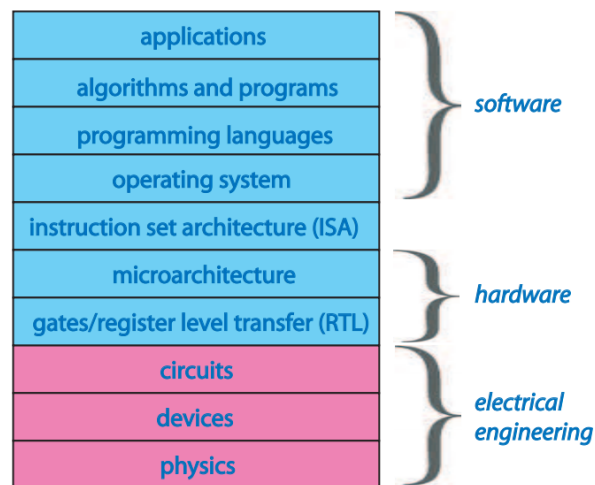 applications
algorithms and programs
programming languages
operating system
instruction set architecture (ISA)
microarchitecture
gates/register level transfer (RTL)
circuits
devices
physics
software
hardware
electrical
engineering